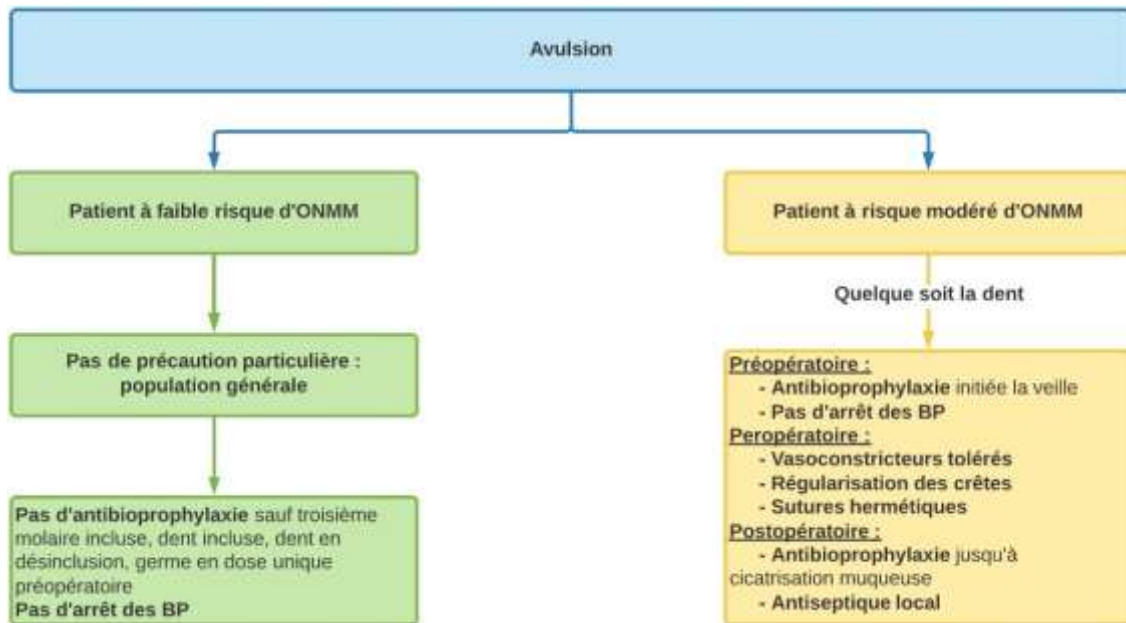 Avulsion
Patient à faible risque d'ONMM
Pas de précaution particulière :
population générale
Pas d'antibioprophylaxie sauf troisième
molaire incluse, dent incluse, dent en
désinclusion, germe en dose unique
préopératoire
Pas d'arrêt des BP
Patient à risque modéré d'ONMM
Quelque soit la dent
Préopératoire :
- Antibioprophylaxie initiée la veille
- Pas d'arrêt des BP
Peropératoire :
- Vasoconstricteurs tolérés
- Régularisation des crêtes
- Sutures hermétiques
Postopératoire :
- Antibioprophylaxie jusqu'à
cicatrisation muqueuse
- Antiseptique local